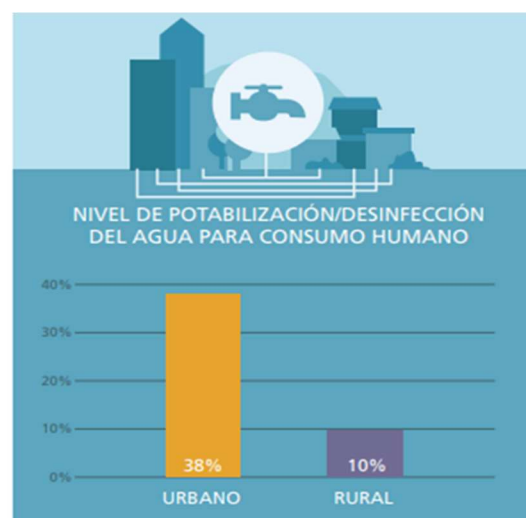 NIVEL DE POTABILIZACIÓN/DESINFECCIÓN
DEL AGUA PARA CONSUMO HUMANO
40%
30%
20%
10%
0%
38%
10%
URBANO
RURAL